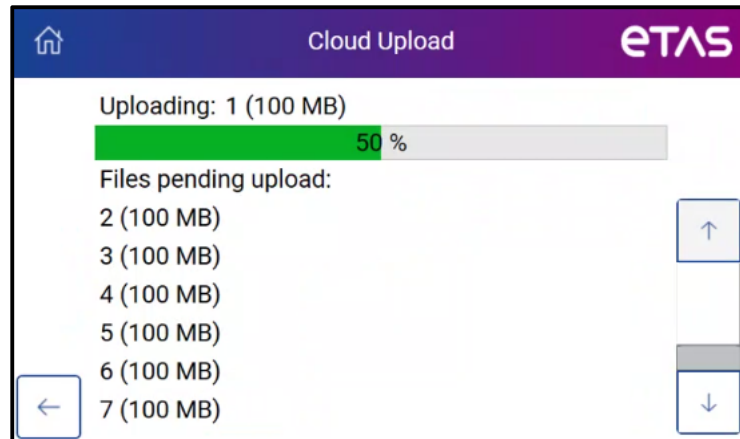 Cloud Upload
eTAS
Uploading: 1 (100 MB)
50 %
Files pending upload:
2 (100 MB)
3 (100 MB)
4 (100 MB)
5 (100 MB)
6 (100 MB)
7 (100 MB)